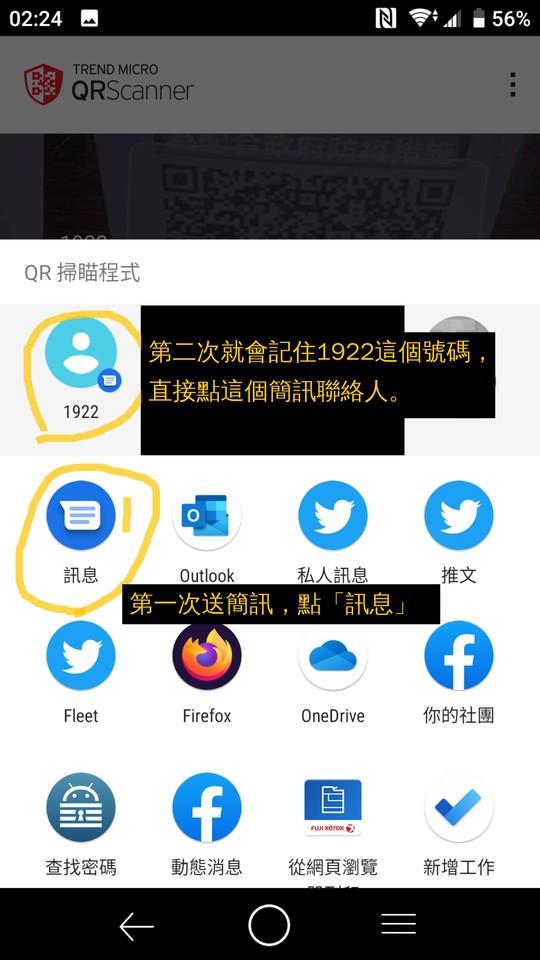 02:24
56%
TREND MICRO
QRScanner
QR 掃瞄程式
第二次就會記住1922這個號碼，
直接點這個簡訊聯絡人。
1922
訊息
Outlook
私人訊息
推文
第一次送簡訊，點「訊息」
Fleet
Firefox
OneDrive
你的社團
FUJI XEROX
查找密碼
動態消息
從網頁瀏覽
新增工作